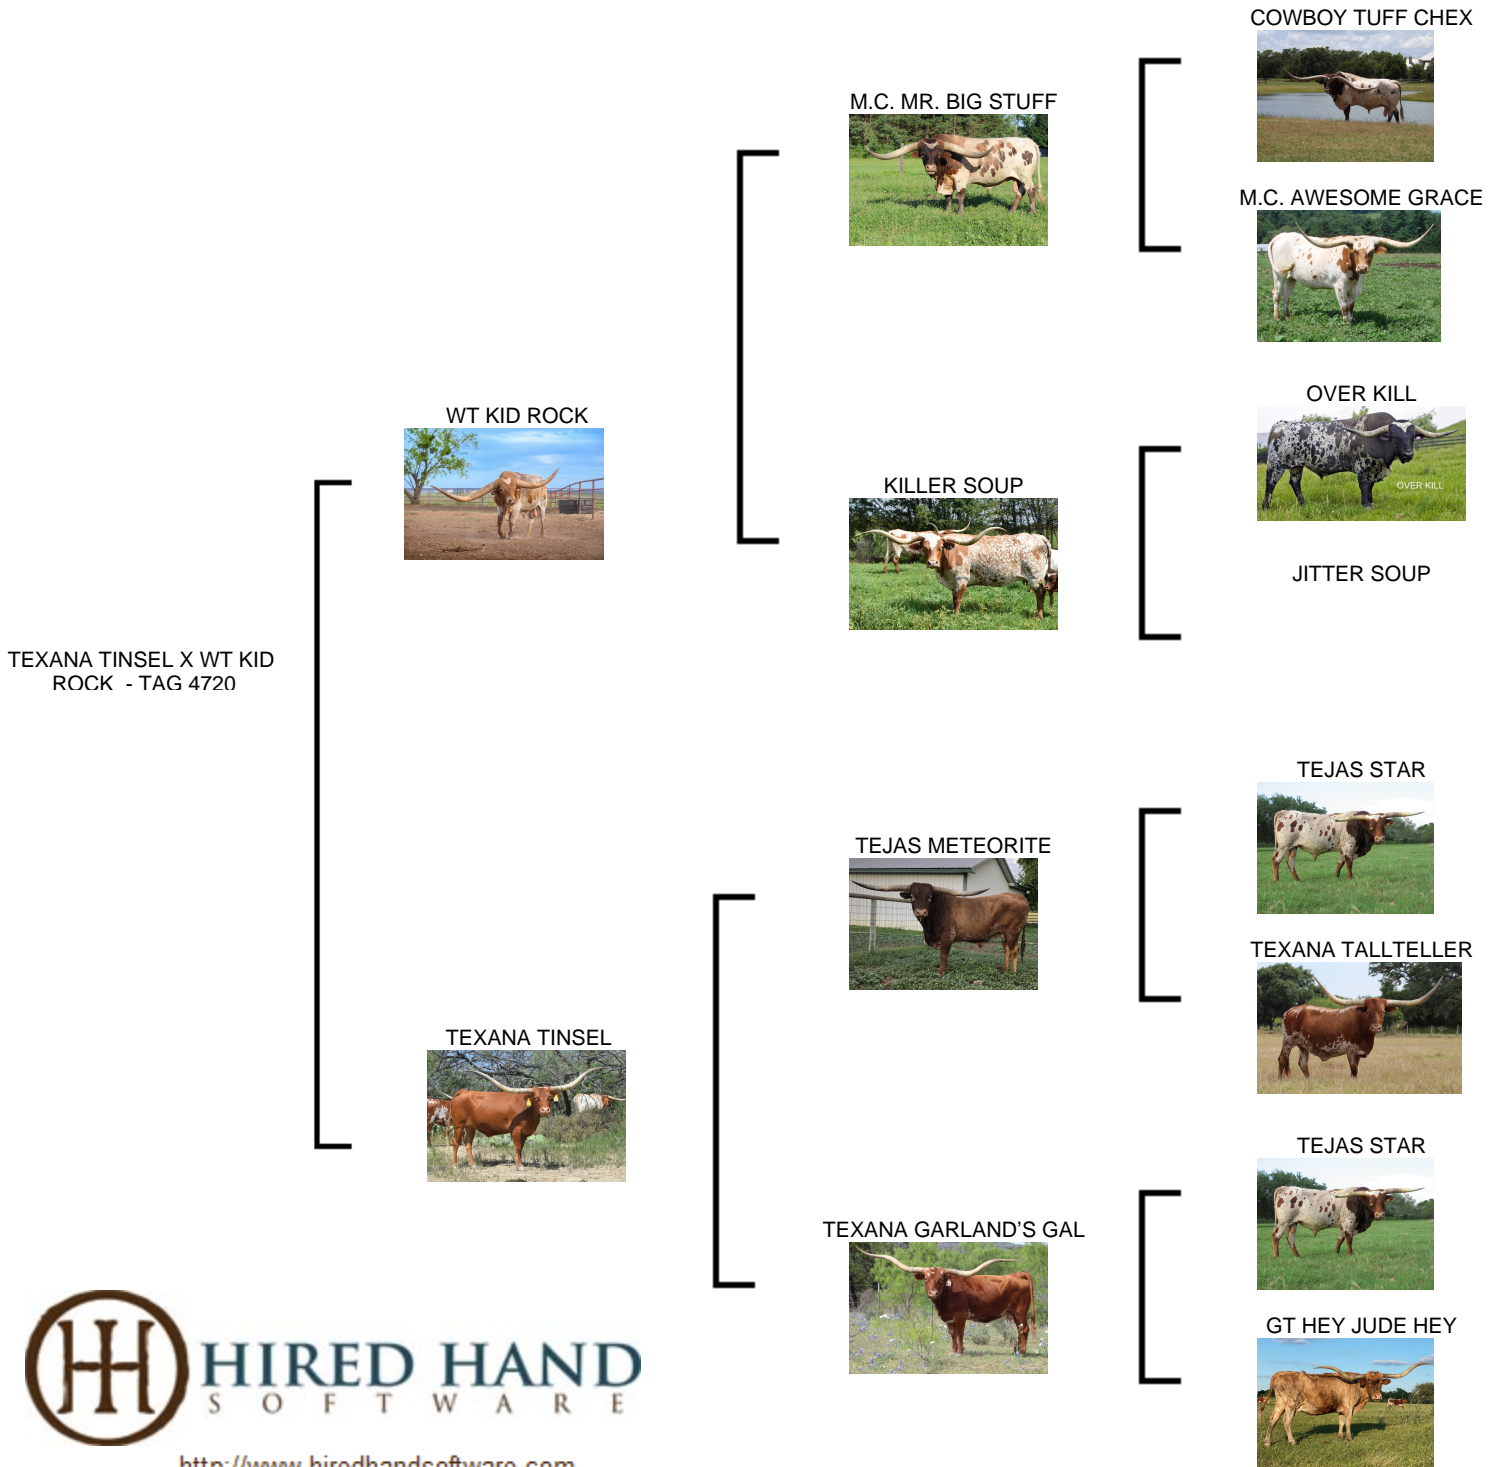 COWBOY TUFF CHEX
M.C. MR. BIG STUFF
M.C. AWESOME GRACE
OVER KILL
WT KID ROCK
KILLER SOUP
OVER KILL
JITTER SOUP
TEXANA TINSEL X WT KID
ROCK - TAG 4720
TEJAS STAR
TEJAS METEORITE
TEXANA TALLTELLER
TEXANA TINSEL
TEJAS STAR
TEXANA GARLAND'S GAL
GT HEY JUDE HEY
HIRED HAND
SOFTWARE
http://www.hiredhandsoftware.com